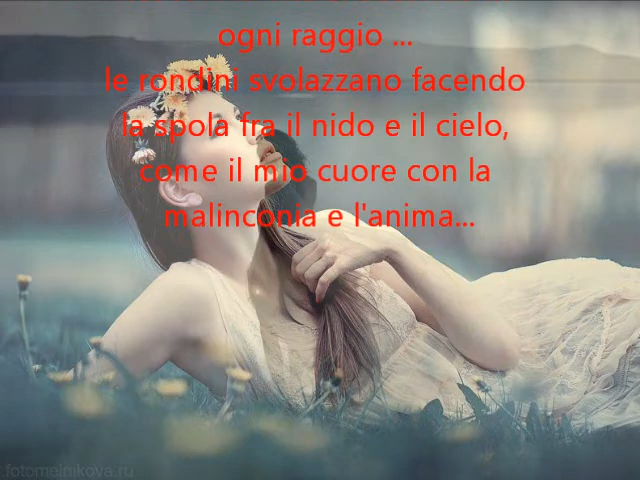 ogni raggio ...
le rondini svolazzano facendo
la spola fra il nido e il cielo,
come il mio cuore con la
malinconia e l'anima...
.fotomelnikova.ru